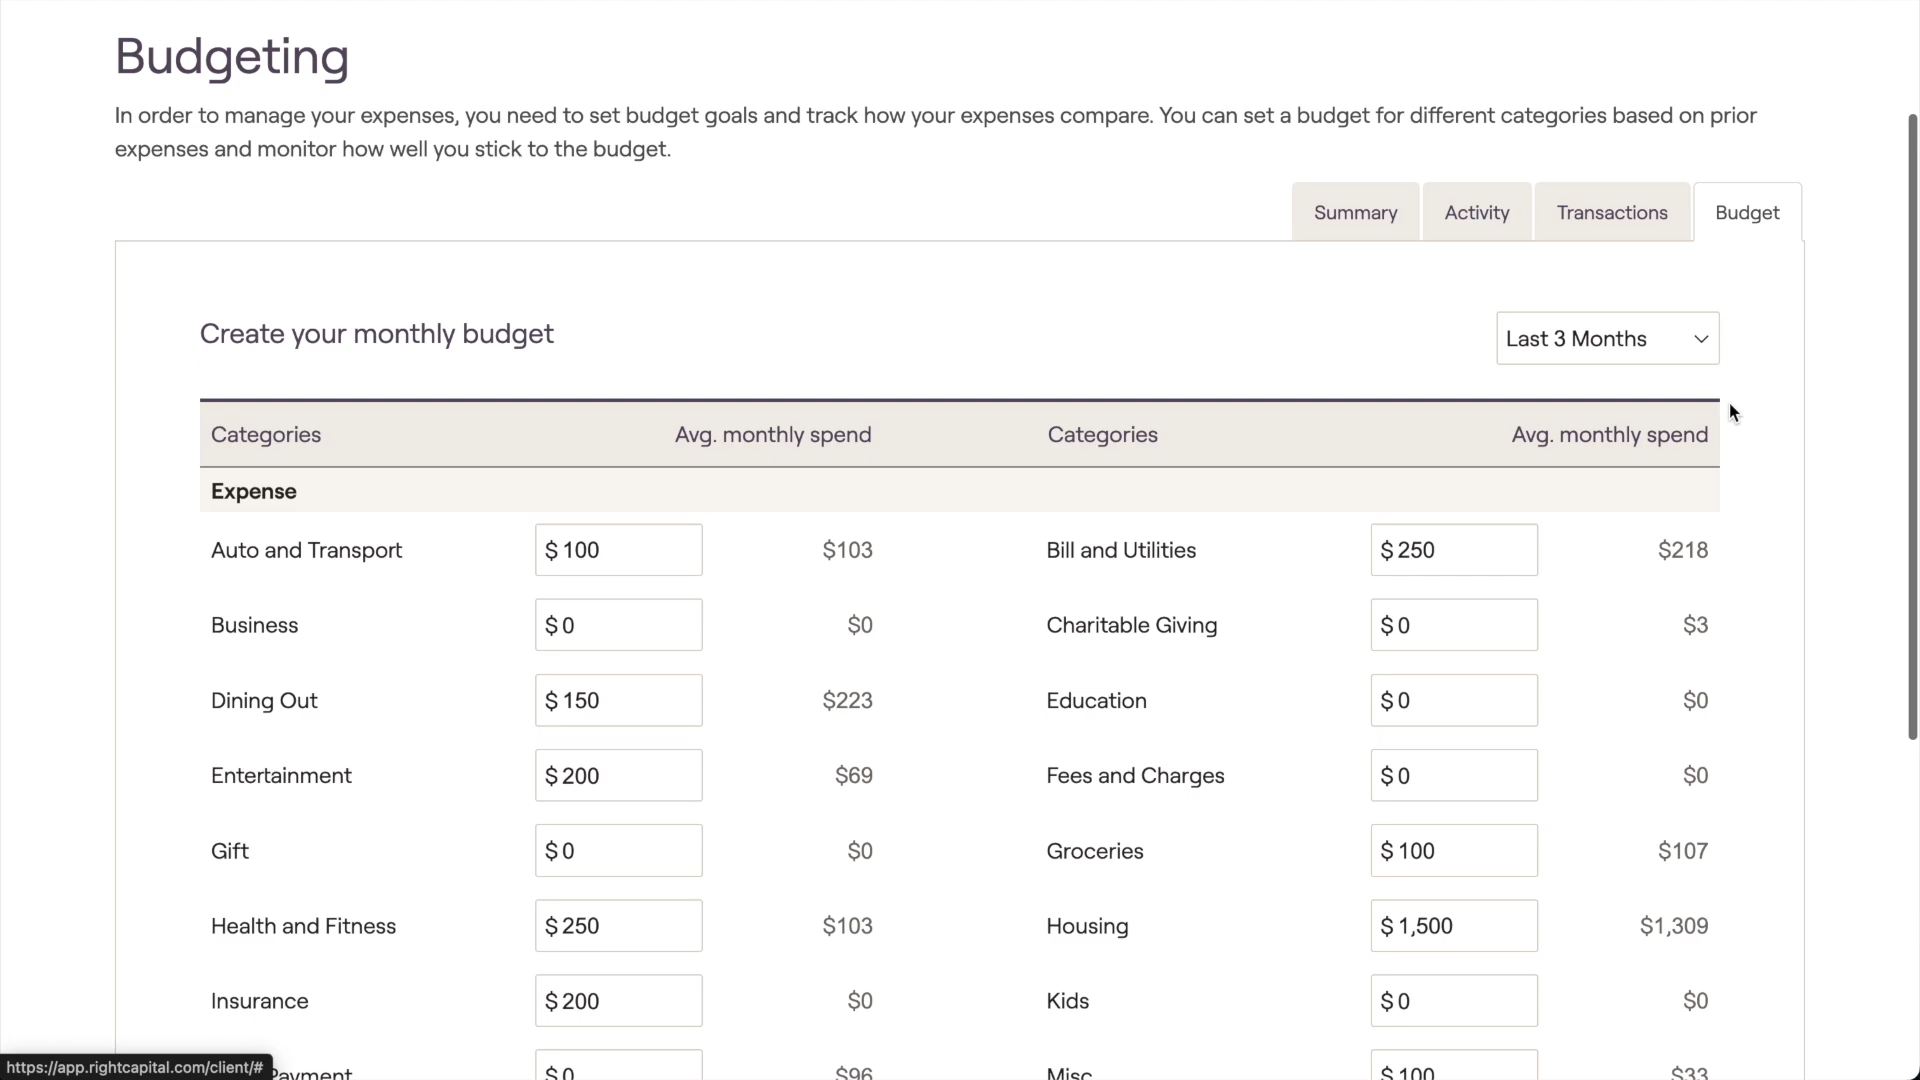 Budgeting
In order to manage your expenses, you need to set budget goals and track how your expenses compare. You can set a budget for different categories based on prior
expenses and monitor how well you stick to the budget.
Summary Activity Transactions Budget
Create your monthly budget Last 3 Months
Categories Avg. monthly spend Categories Avg. monthly spend
Expense
Auto and Transport $ 100 $103 Bill and Utilities $ 250 $218
Business $ 0 $0 Charitable Giving $ 0 $3
Dining Out $ 150 $223 Education $ 0 $0
Entertainment $ 200 $69 Fees and Charges $ 0 $0
Gift $ 0 $0 Groceries $ 100 $107
Health and Fitness $ 250 $103 Housing $ 1,500 $1,309
Insurance $ 200 $0 Kids $ 0 $0
Payment $ 0 $96 Misc $ 100 $33
https://app.rightcapital.com/client/#